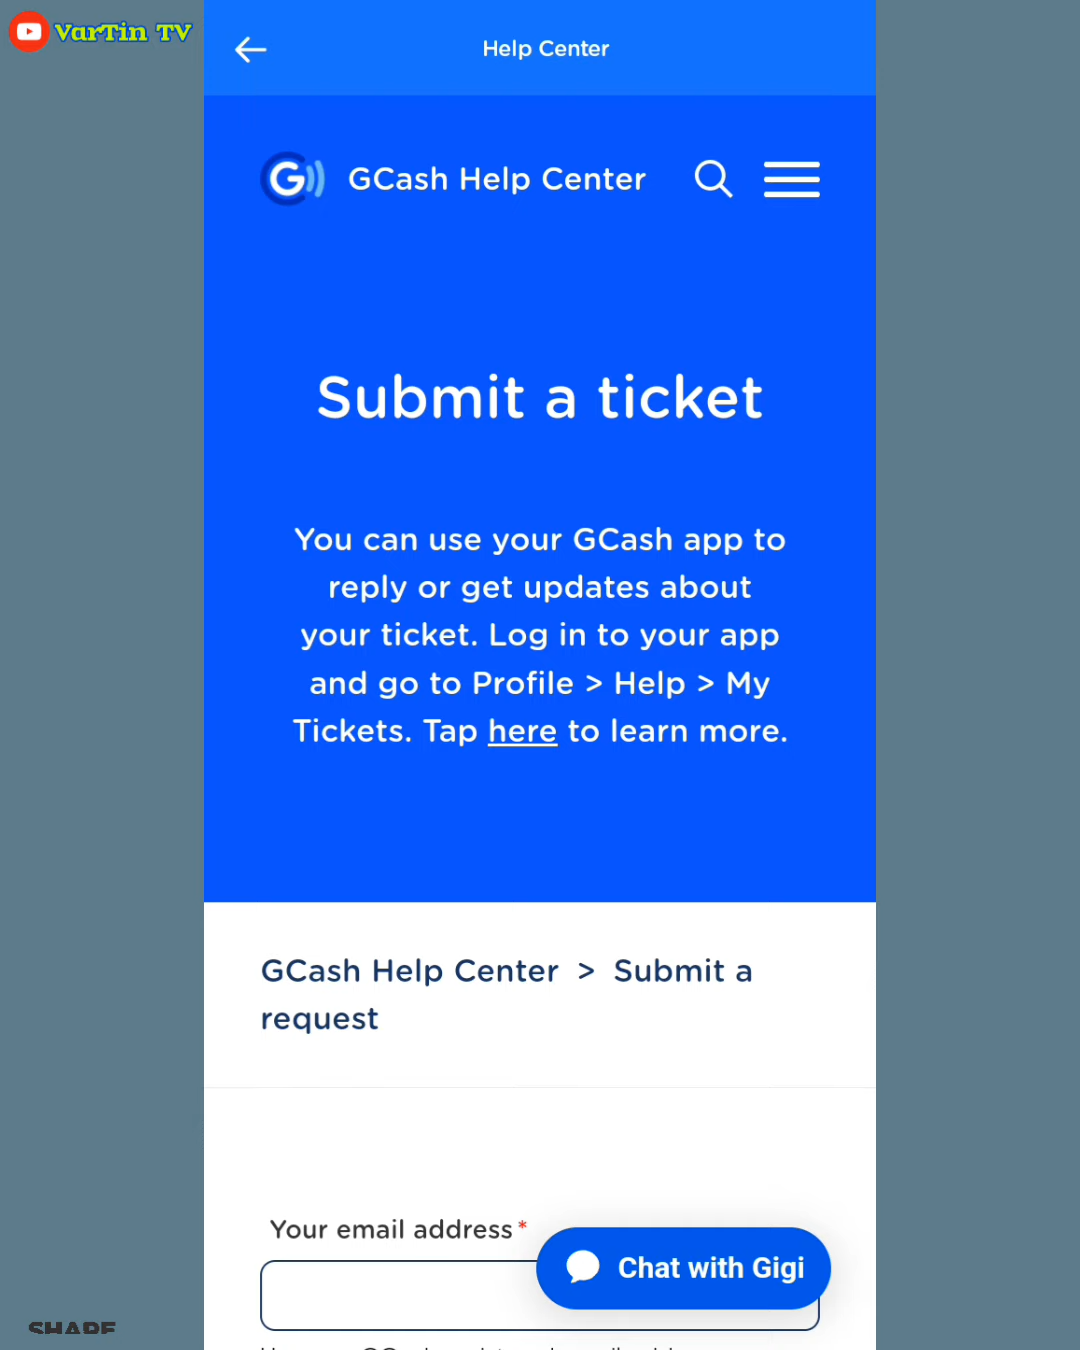 VarTin TV
Help Center
GCash Help Center
Submit a ticket
You can use your GCash app to
reply or get updates about
your ticket. Log in to your app
and go to Profile > Help > My
Tickets. Tap here to learn more.
GCash Help Center > Submit a
request
Your email address*
Chat with Gigi
SHARE